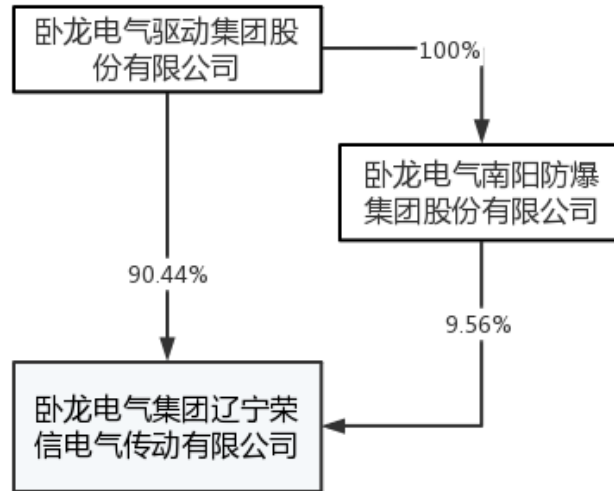 卧龙电气驱动集团股
份有限公司
100%
卧龙电气南阳防爆
集团股份有限公司
90.44%
9.56%
卧龙电气集团辽宁荣
信电气传动有限公司